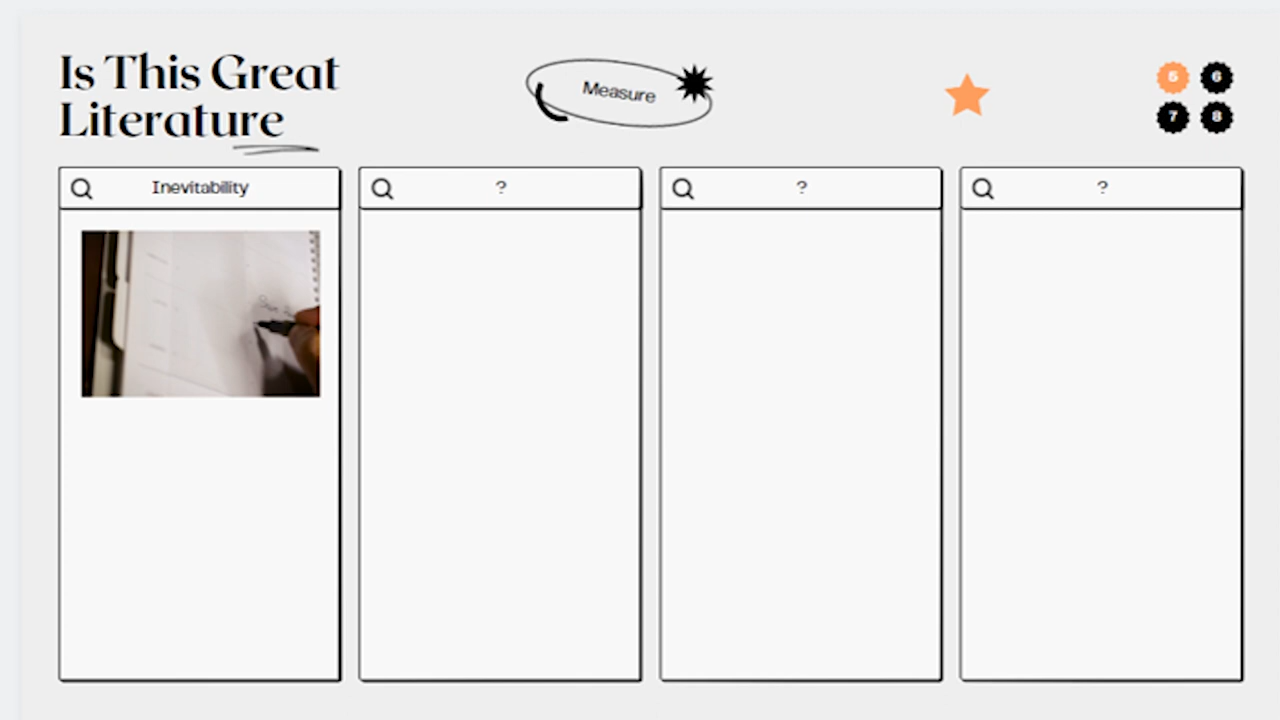 Is This Great
Literature
Measure
5 6
7 8
Inevitability
?
?
?